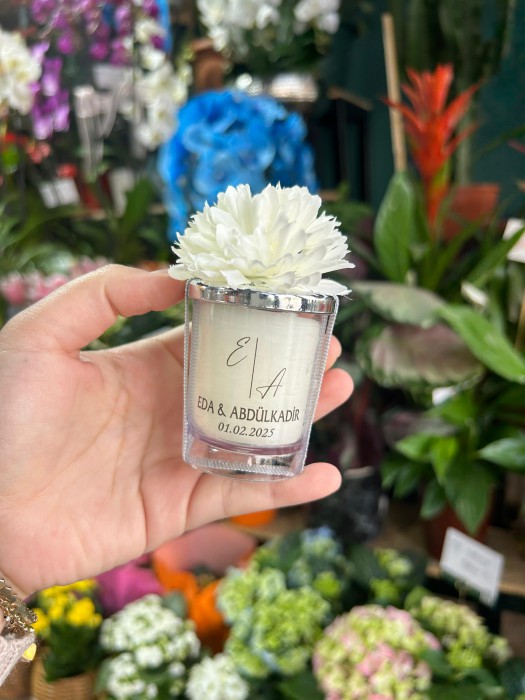 E | A
EDA & ABDÜLKADİR
01.02.2025